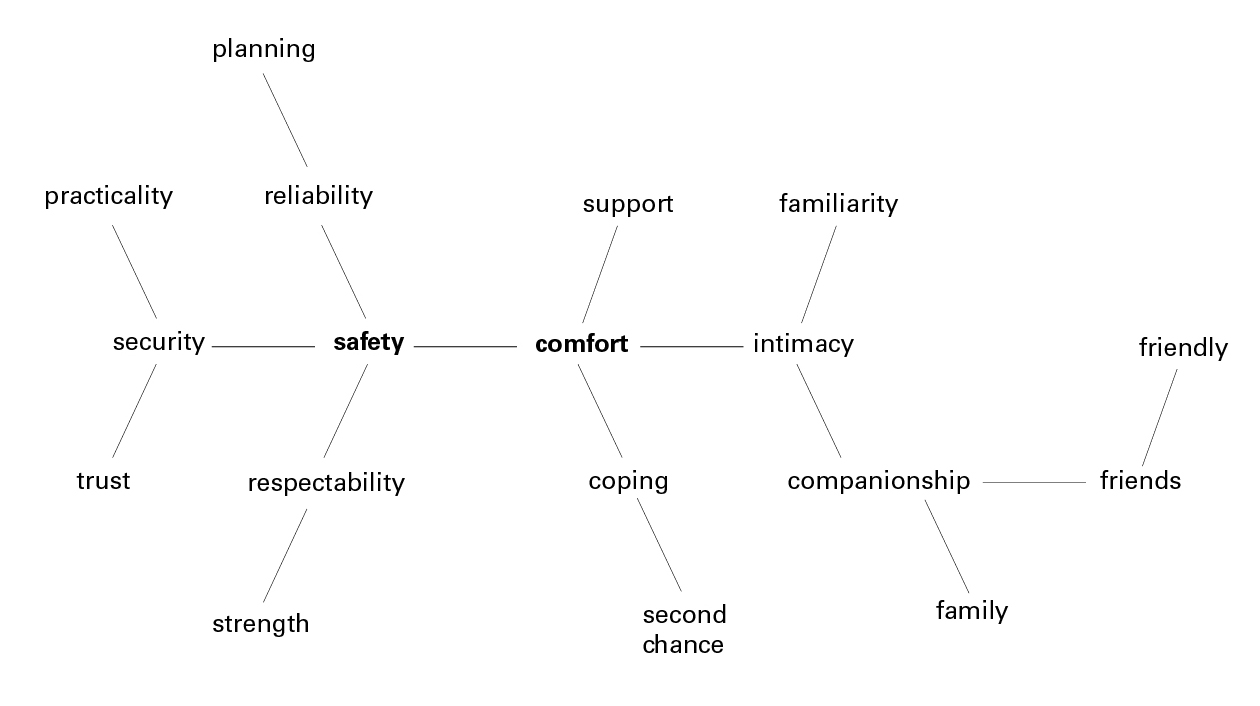 planning
practicality
reliability
support
familiarity
security
safety
comfort
intimacy
friendly
trust
respectability
coping
companionship
friends
strength
second
chance
family